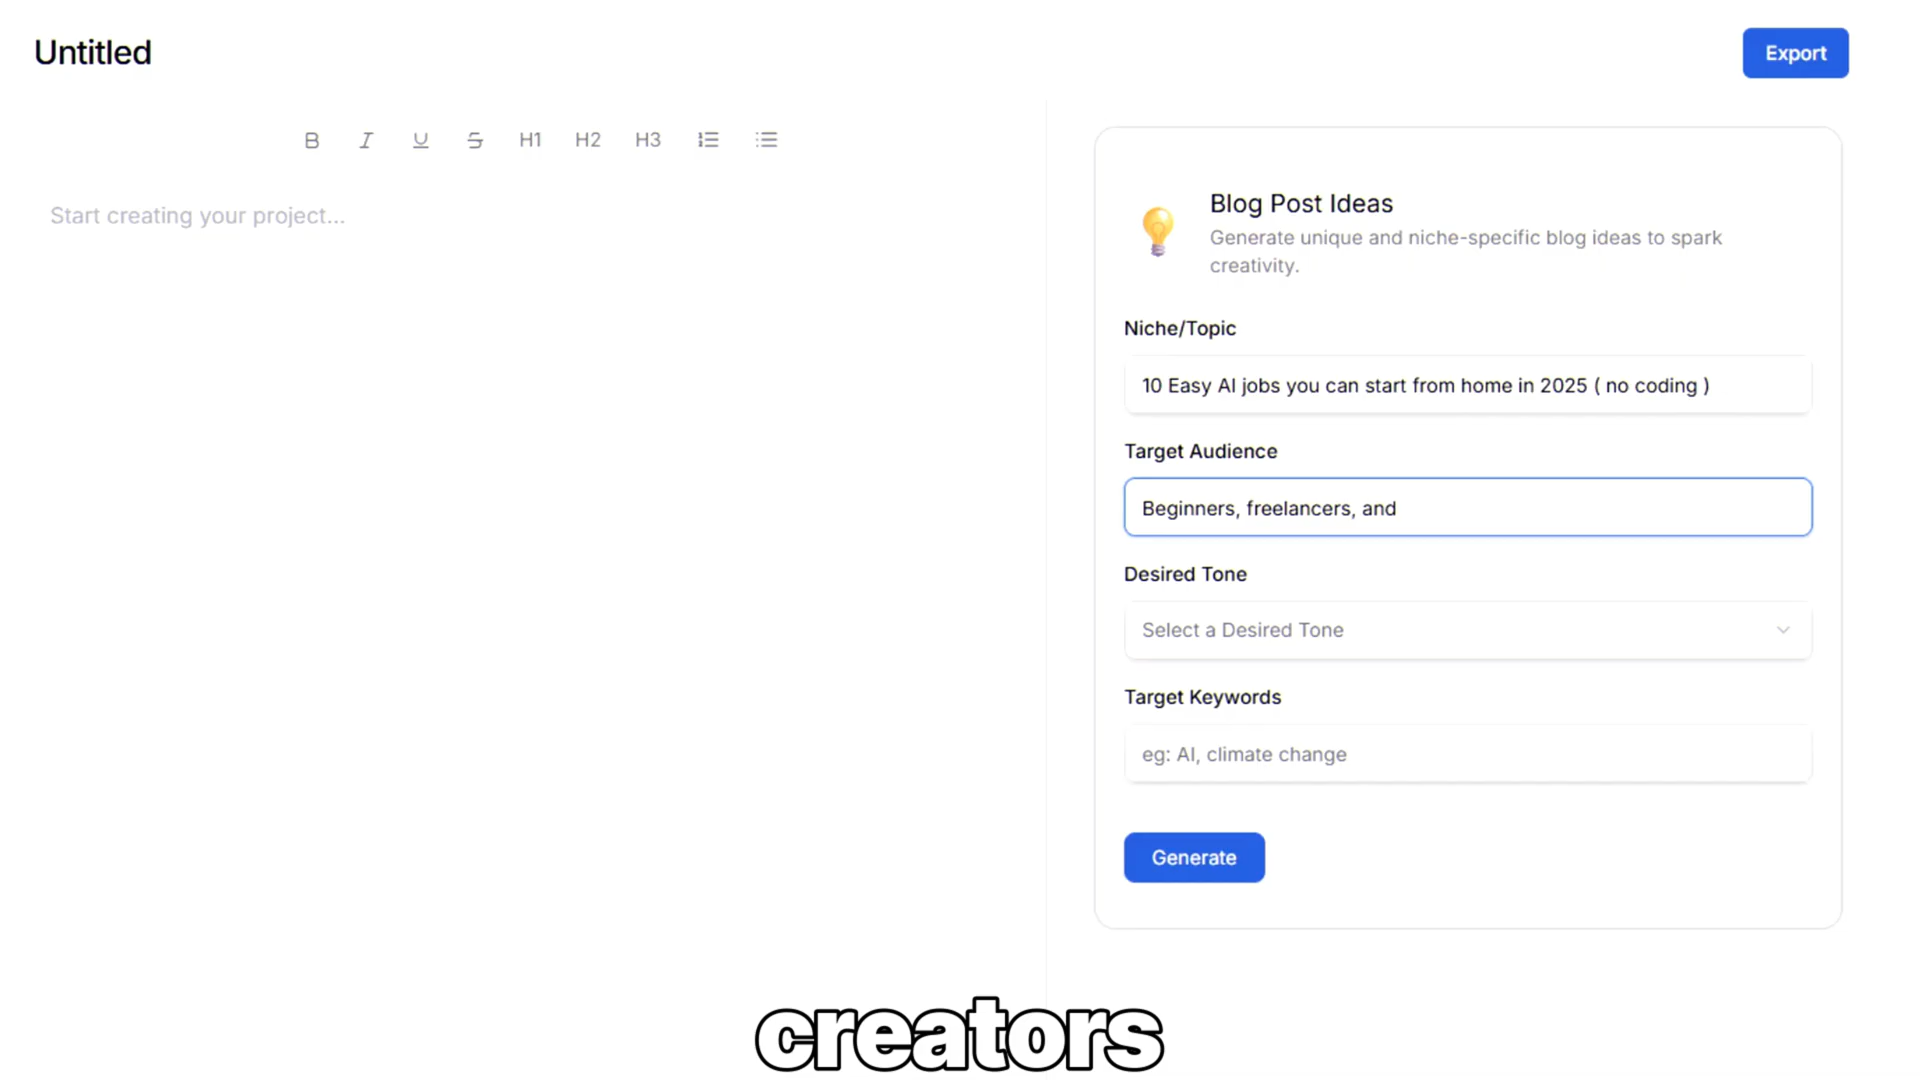 Untitled
Export
B I U S H1 H2 H3
Start creating your project...
Blog Post Ideas
Generate unique and niche-specific blog ideas to spark
creativity.
Niche/Topic
10 Easy AI jobs you can start from home in 2025 ( no coding )
Target Audience
Beginners, freelancers, and
Desired Tone
Select a Desired Tone
Target Keywords
eg: AI, climate change
Generate
creators